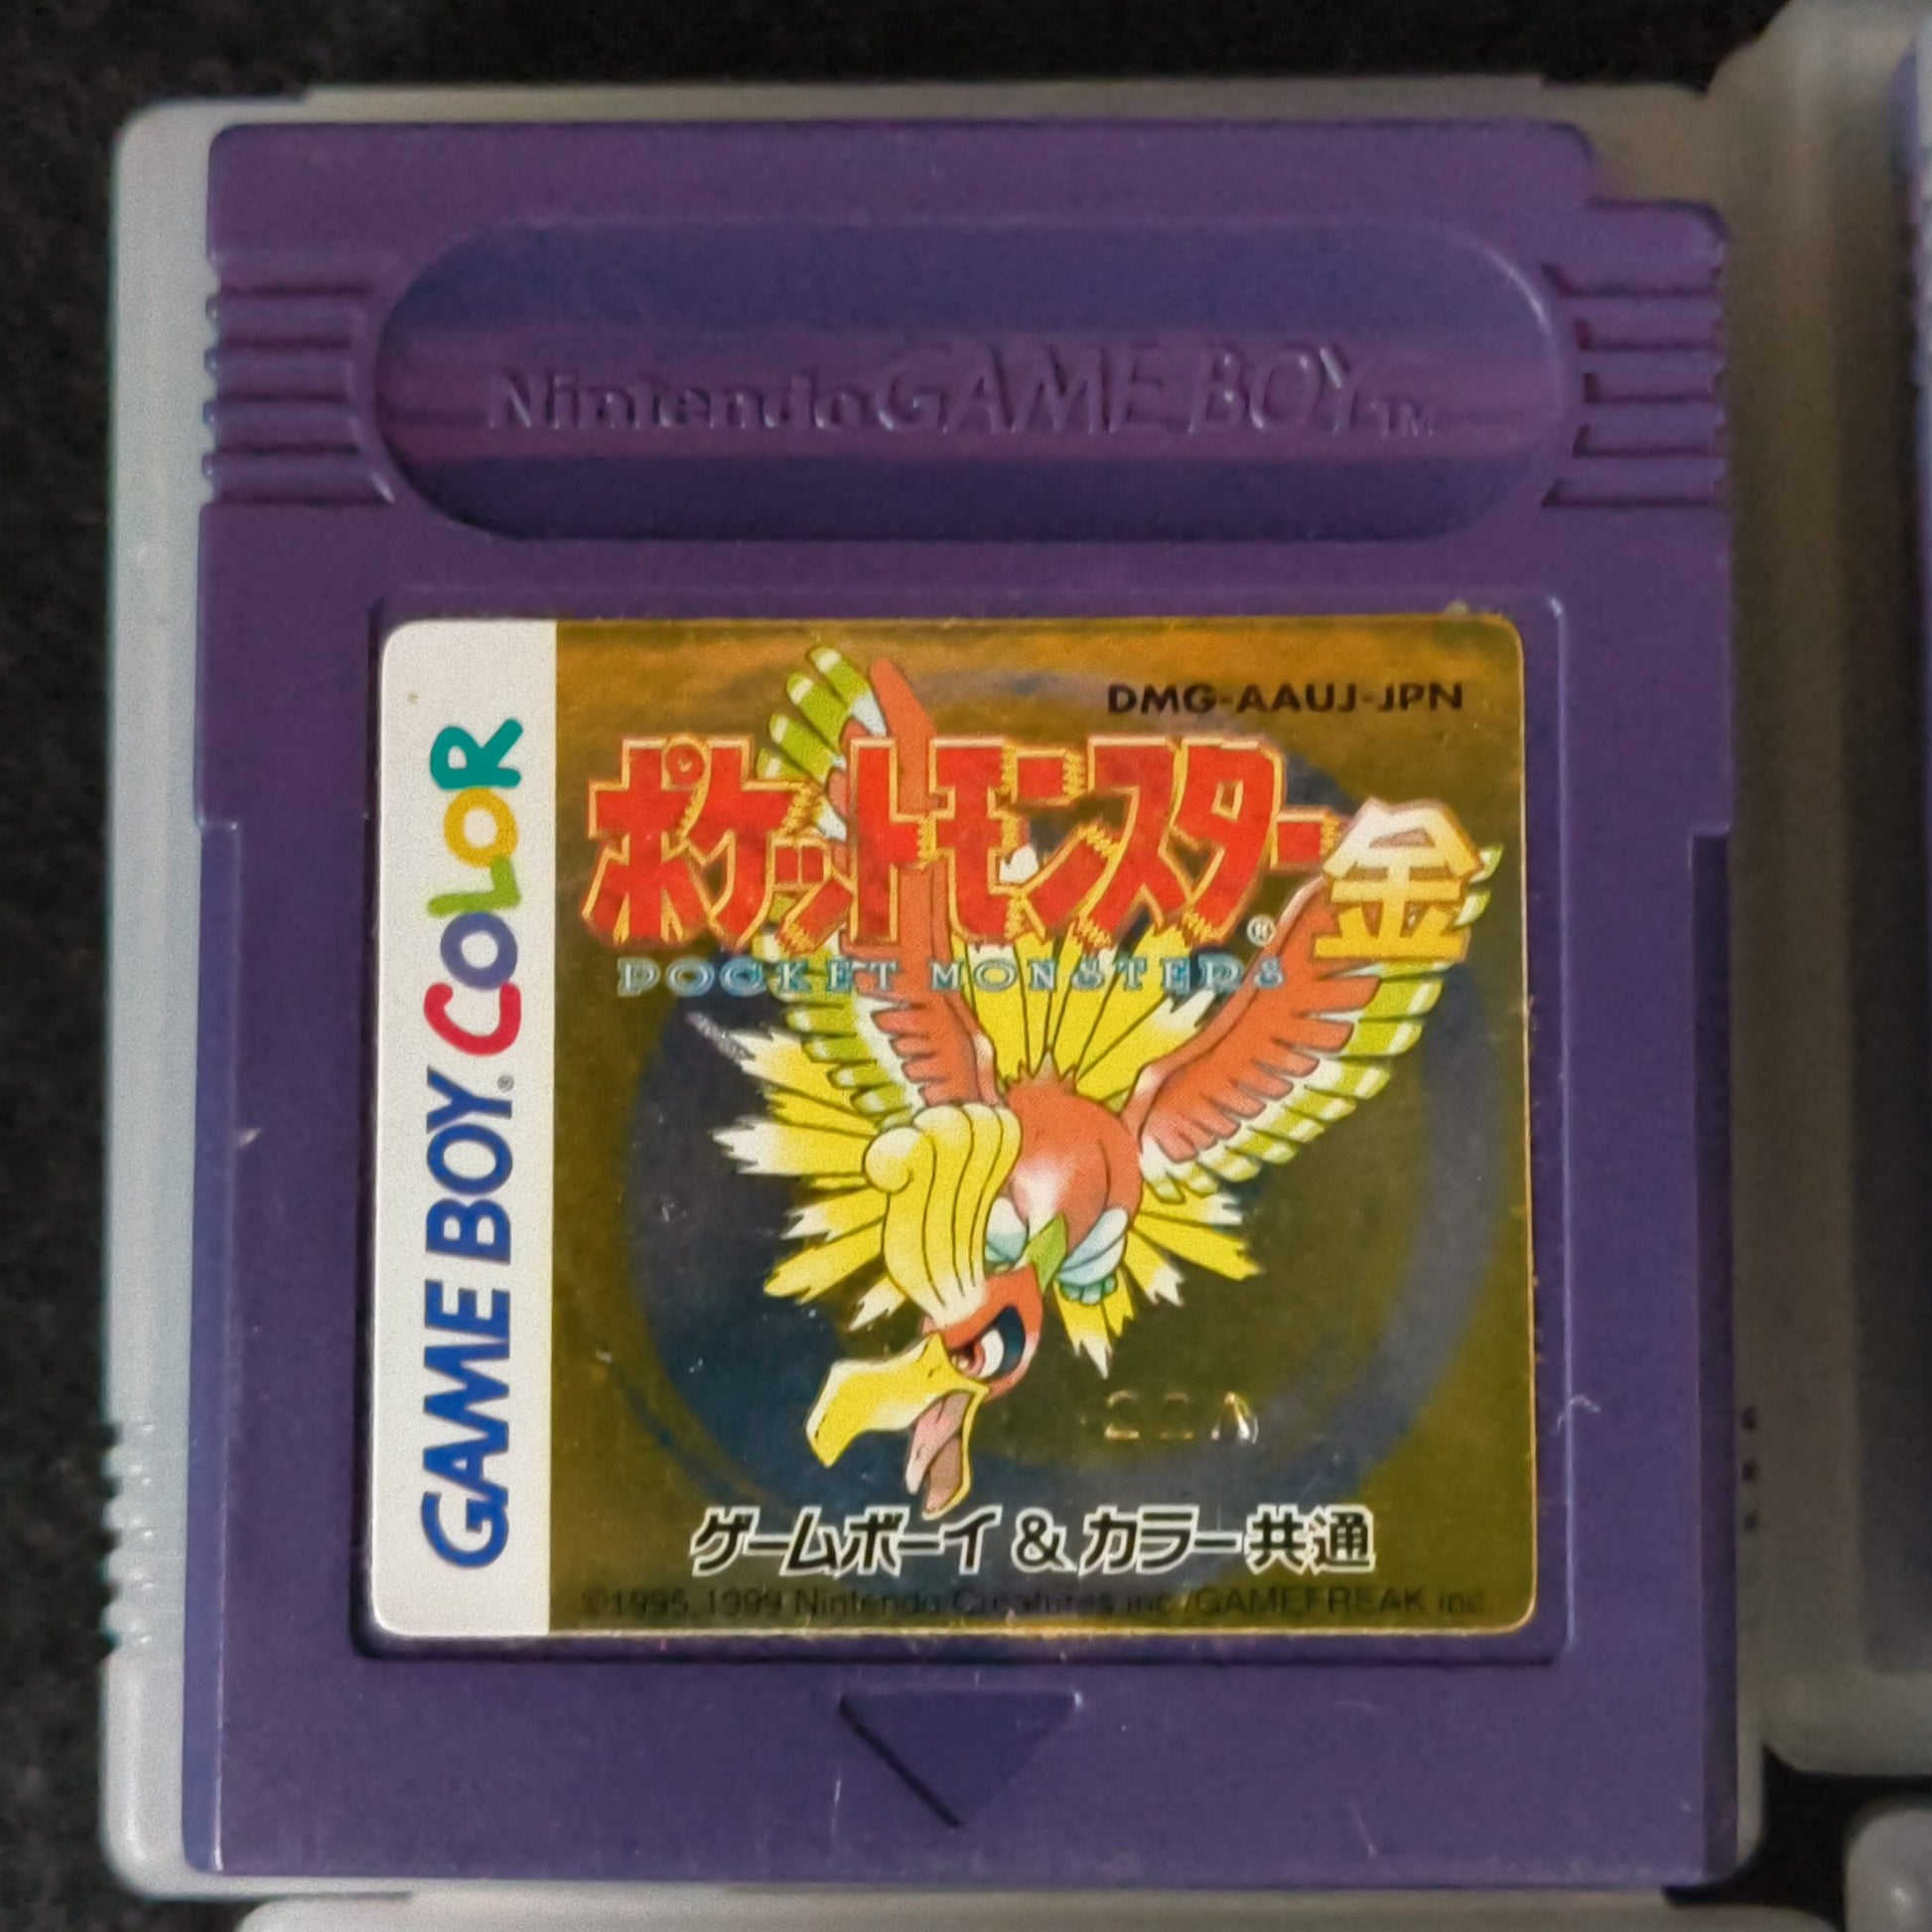 Nintendo GAME BOY TM
GAME BOY® COLOR
DMG-AAUJ-JPN
ポケットモンスター® 金
POCKET MONSTERS
22 A
ゲームボーイ & カラー共通
©1995,1999 Nintendo/Creatures inc./GAMEFREAK inc.